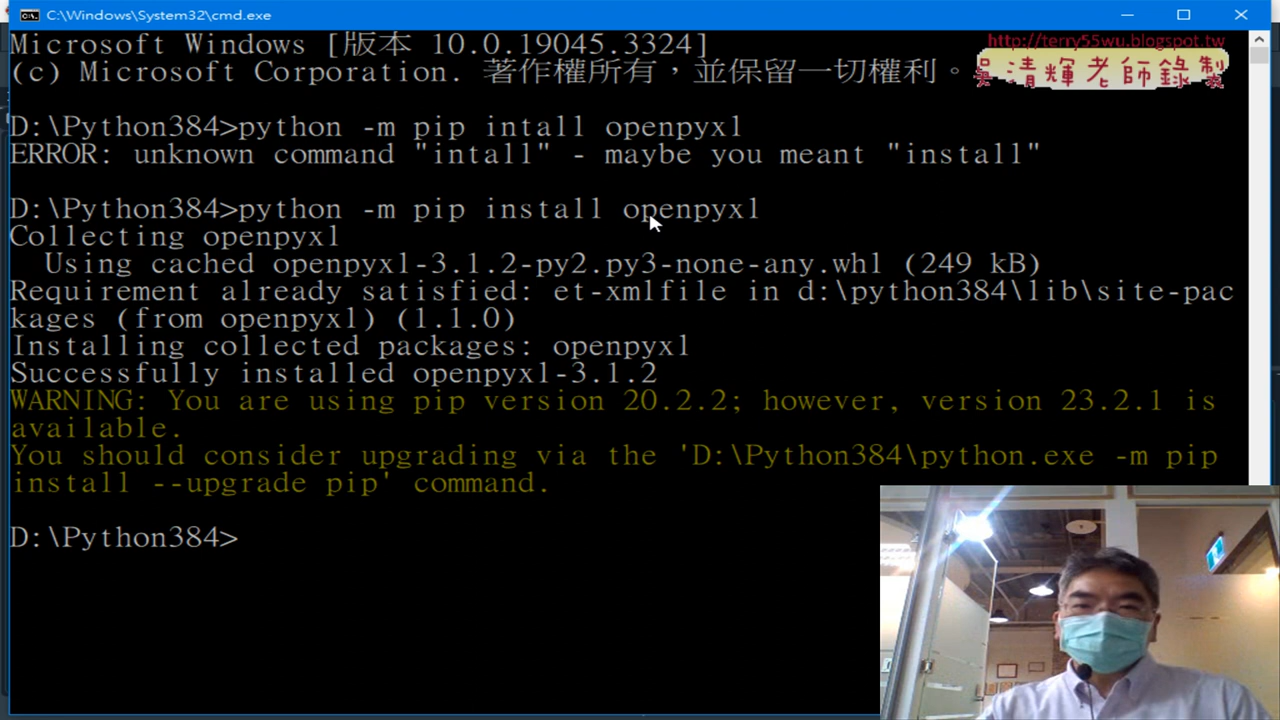 C:\Windows\System32\cmd.exe
Microsoft Windows [版本 10.0.19045.3324]
(c) Microsoft Corporation. 著作權所有，並保留一切權利。
http://terry55wu.blogspot.tw
吳清輝老師錄製
D:\Python384>python -m pip intall openpyxl
ERROR: unknown command "intall" - maybe you meant "install"
D:\Python384>python -m pip install openpyxl
Collecting openpyxl
Using cached openpyxl-3.1.2-py2.py3-none-any.whl (249 kB)
Requirement already satisfied: et-xmlfile in d:\python384\lib\site-pac
kages (from openpyxl) (1.1.0)
Installing collected packages: openpyxl
Successfully installed openpyxl-3.1.2
WARNING: You are using pip version 20.2.2; however, version 23.2.1 is
available.
You should consider upgrading via the 'D:\Python384\python.exe -m pip
install --upgrade pip' command.
D:\Python384>